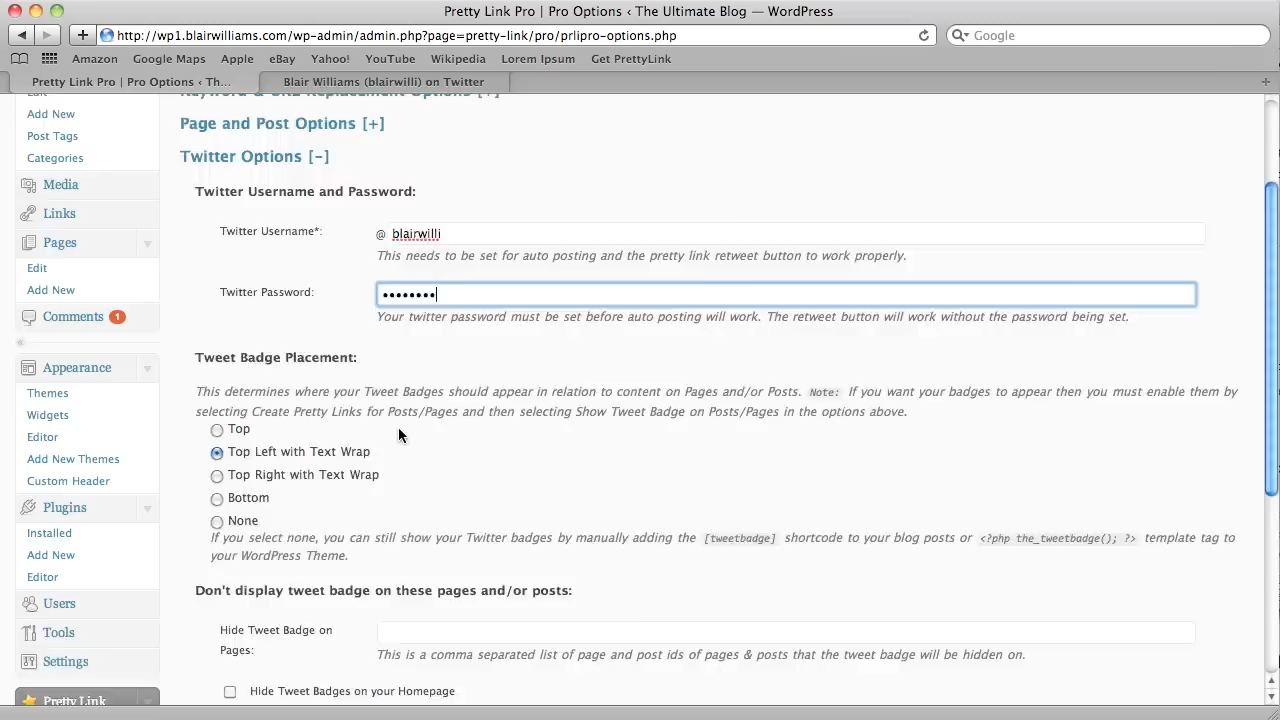 Pretty Link Pro | Pro Options ‹ The Ultimate Blog — WordPress
http://wp1.blairwilliams.com/wp-admin/admin.php?page=pretty-link/pro/prlipro-options.php
Google
Amazon Google Maps Apple eBay Yahoo! YouTube Wikipedia Lorem Ipsum Get PrettyLink
Pretty Link Pro | Pro Options ‹ Th...
Blair Williams (blairwilli) on Twitter
Edit
Add New
Post Tags
Categories
Media
Links
Pages
Edit
Add New
Comments 1
Appearance
Themes
Widgets
Editor
Add New Themes
Custom Header
Plugins
Installed
Add New
Editor
Users
Tools
Settings
Pretty Link
Keyword & URL Replacement Options [+]
Page and Post Options [+]
Twitter Options [-]
Twitter Username and Password:
Twitter Username*:
@ blairwilli
This needs to be set for auto posting and the pretty link retweet button to work properly.
Twitter Password:
••••••••
Your twitter password must be set before auto posting will work. The retweet button will work without the password being set.
Tweet Badge Placement:
This determines where your Tweet Badges should appear in relation to content on Pages and/or Posts. Note: If you want your badges to appear then you must enable them by
selecting Create Pretty Links for Posts/Pages and then selecting Show Tweet Badge on Posts/Pages in the options above.
Top
Top Left with Text Wrap
Top Right with Text Wrap
Bottom
None
If you select none, you can still show your Twitter badges by manually adding the [tweetbadge] shortcode to your blog posts or <?php the_tweetbadge(); ?> template tag to
your WordPress Theme.
Don't display tweet badge on these pages and/or posts:
Hide Tweet Badge on
Pages:
This is a comma separated list of page and post ids of pages & posts that the tweet badge will be hidden on.
Hide Tweet Badges on your Homepage